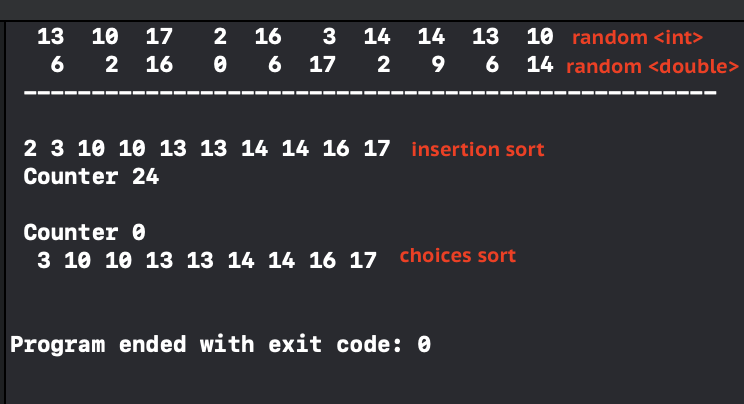 13 10 17 2 16 3 14 14 13 10 random <int>
6 2 16 0 6 17 2 9 6 14 random <double>
---------------------------------------------------
2 3 10 10 13 13 14 14 16 17 insertion sort
Counter 24
Counter 0
3 10 10 13 13 14 14 16 17 choices sort
Program ended with exit code: 0